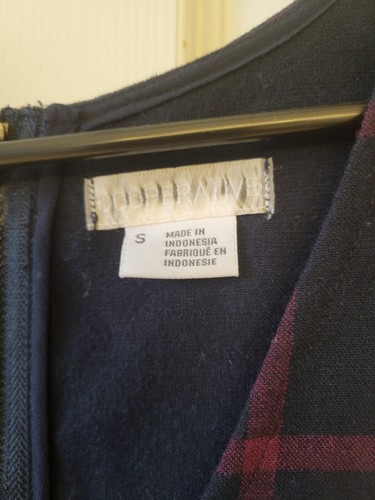 COOPERATIVE
S
MADE IN
INDONESIA
FABRIQUÉ EN
INDONESIE